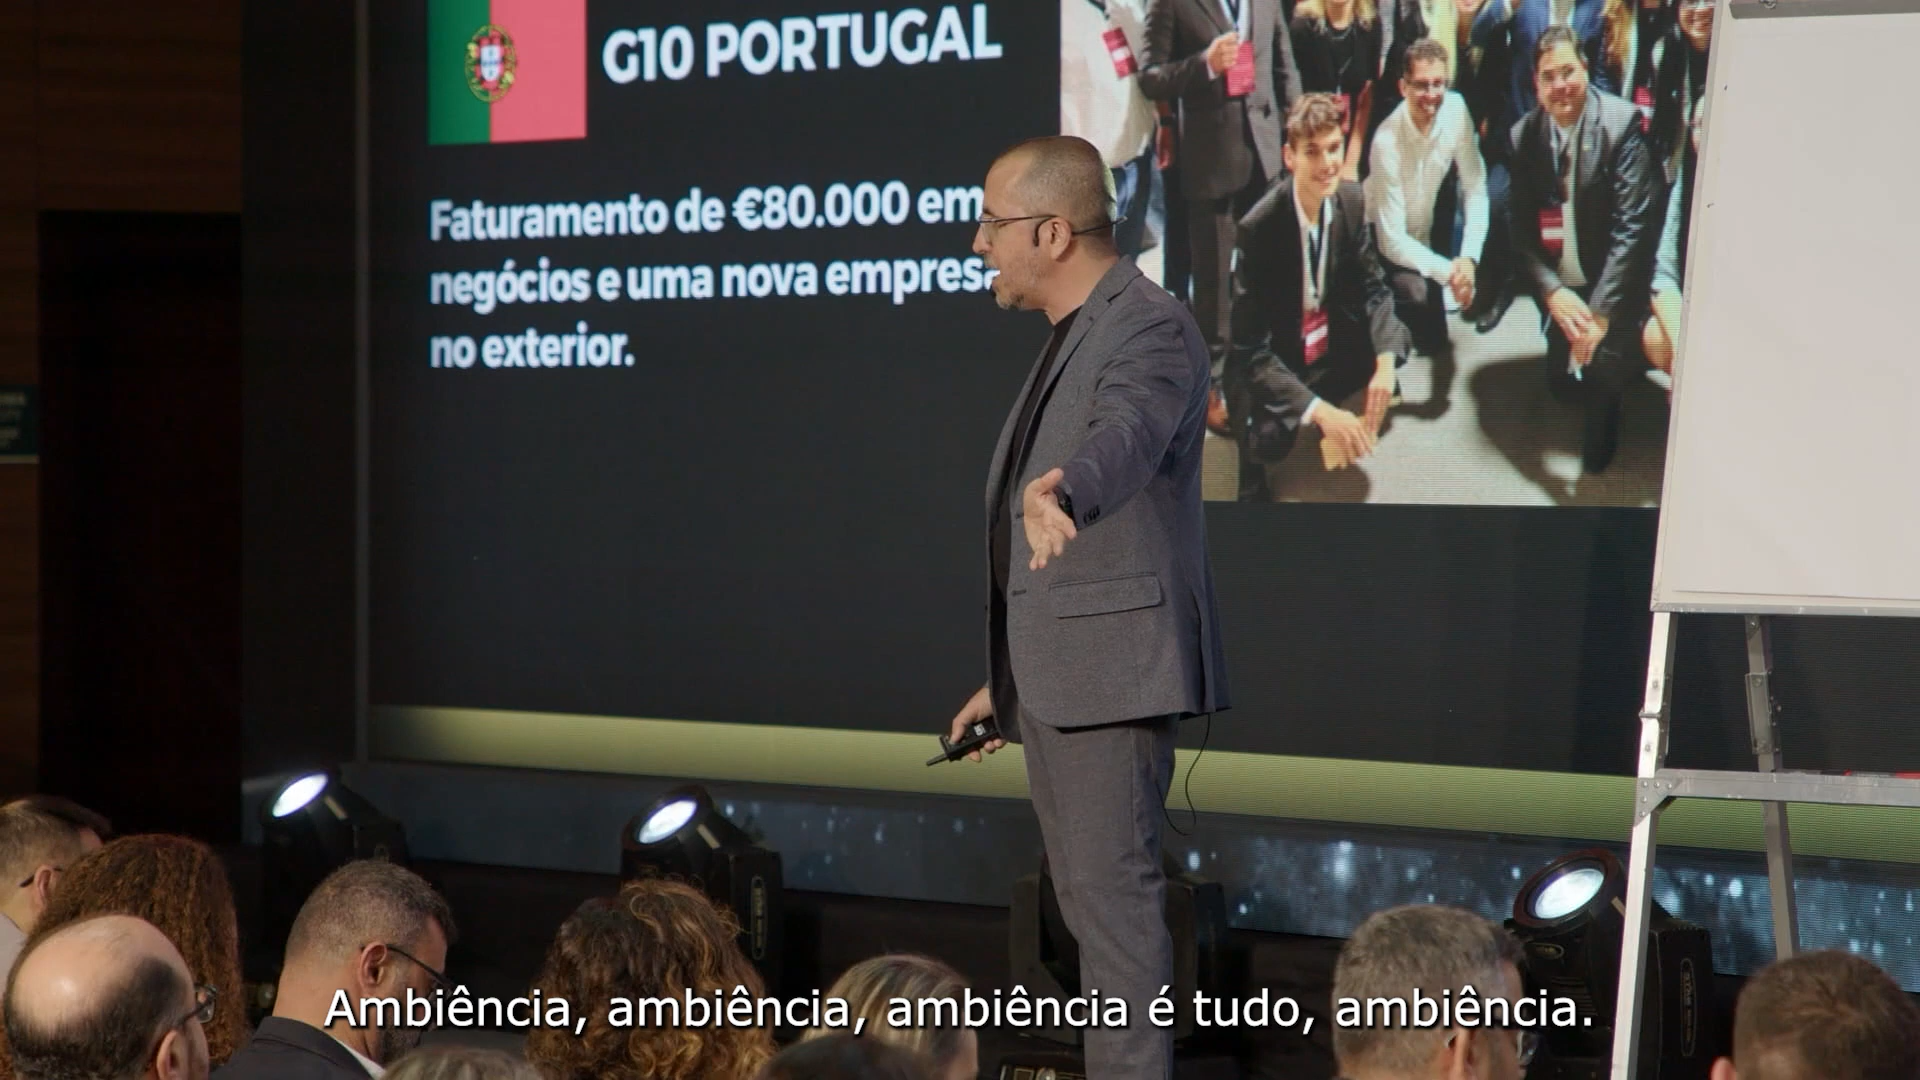 G10 PORTUGAL
Faturamento de €80.000 em
negócios e uma nova empresa
no exterior.
Ambiência, ambiência, ambiência é tudo, ambiência.